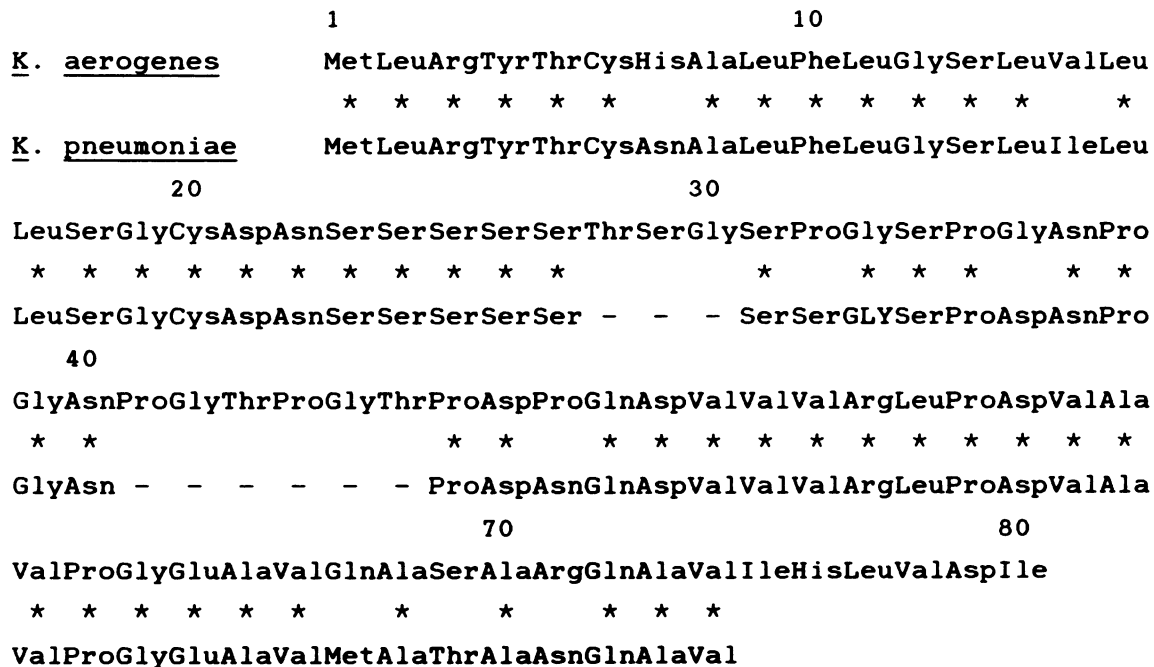 1 10
K. aerogenes MetLeuArgTyrThrCysHisAlaLeuPheLeuGlySerLeuValLeu
* * * * * * * * * * * * * *
K. pneumoniae MetLeuArgTyrThrCysAsnAlaLeuPheLeuGlySerLeuIleLeu
20 30
LeuSerGlyCysAspAsnSerSerSerSerSerThrSerGlySerProGlySerProGlyAsnPro
* * * * * * * * * * * * * * * * *
LeuSerGlyCysAspAsnSerSerSerSerSer - - - SerSerGLYSerProAspAsnPro
40
GlyAsnProGlyThrProGlyThrProAspProGlnAspValValValArgLeuProAspValAla
* * * * * * * * * * * * * * *
GlyAsn - - - - - - ProAspAsnGlnAspValValValArgLeuProAspValAla
70 80
ValProGlyGluAlaValGlnAlaSerAlaArgGlnAlaValIleHisLeuValAspIle
* * * * * * * * * * *
ValProGlyGluAlaValMetAlaThrAlaAsnGlnAlaVal